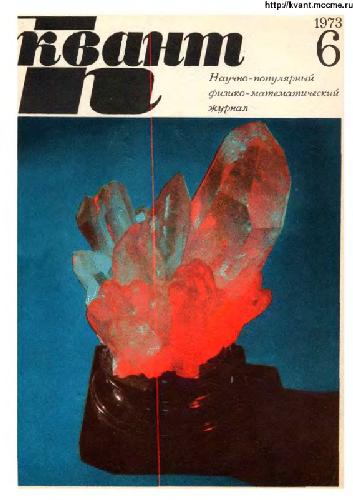 http://kvant.mccme.ru
квант
1973
6
Научно-популярный
физико-математический
журнал